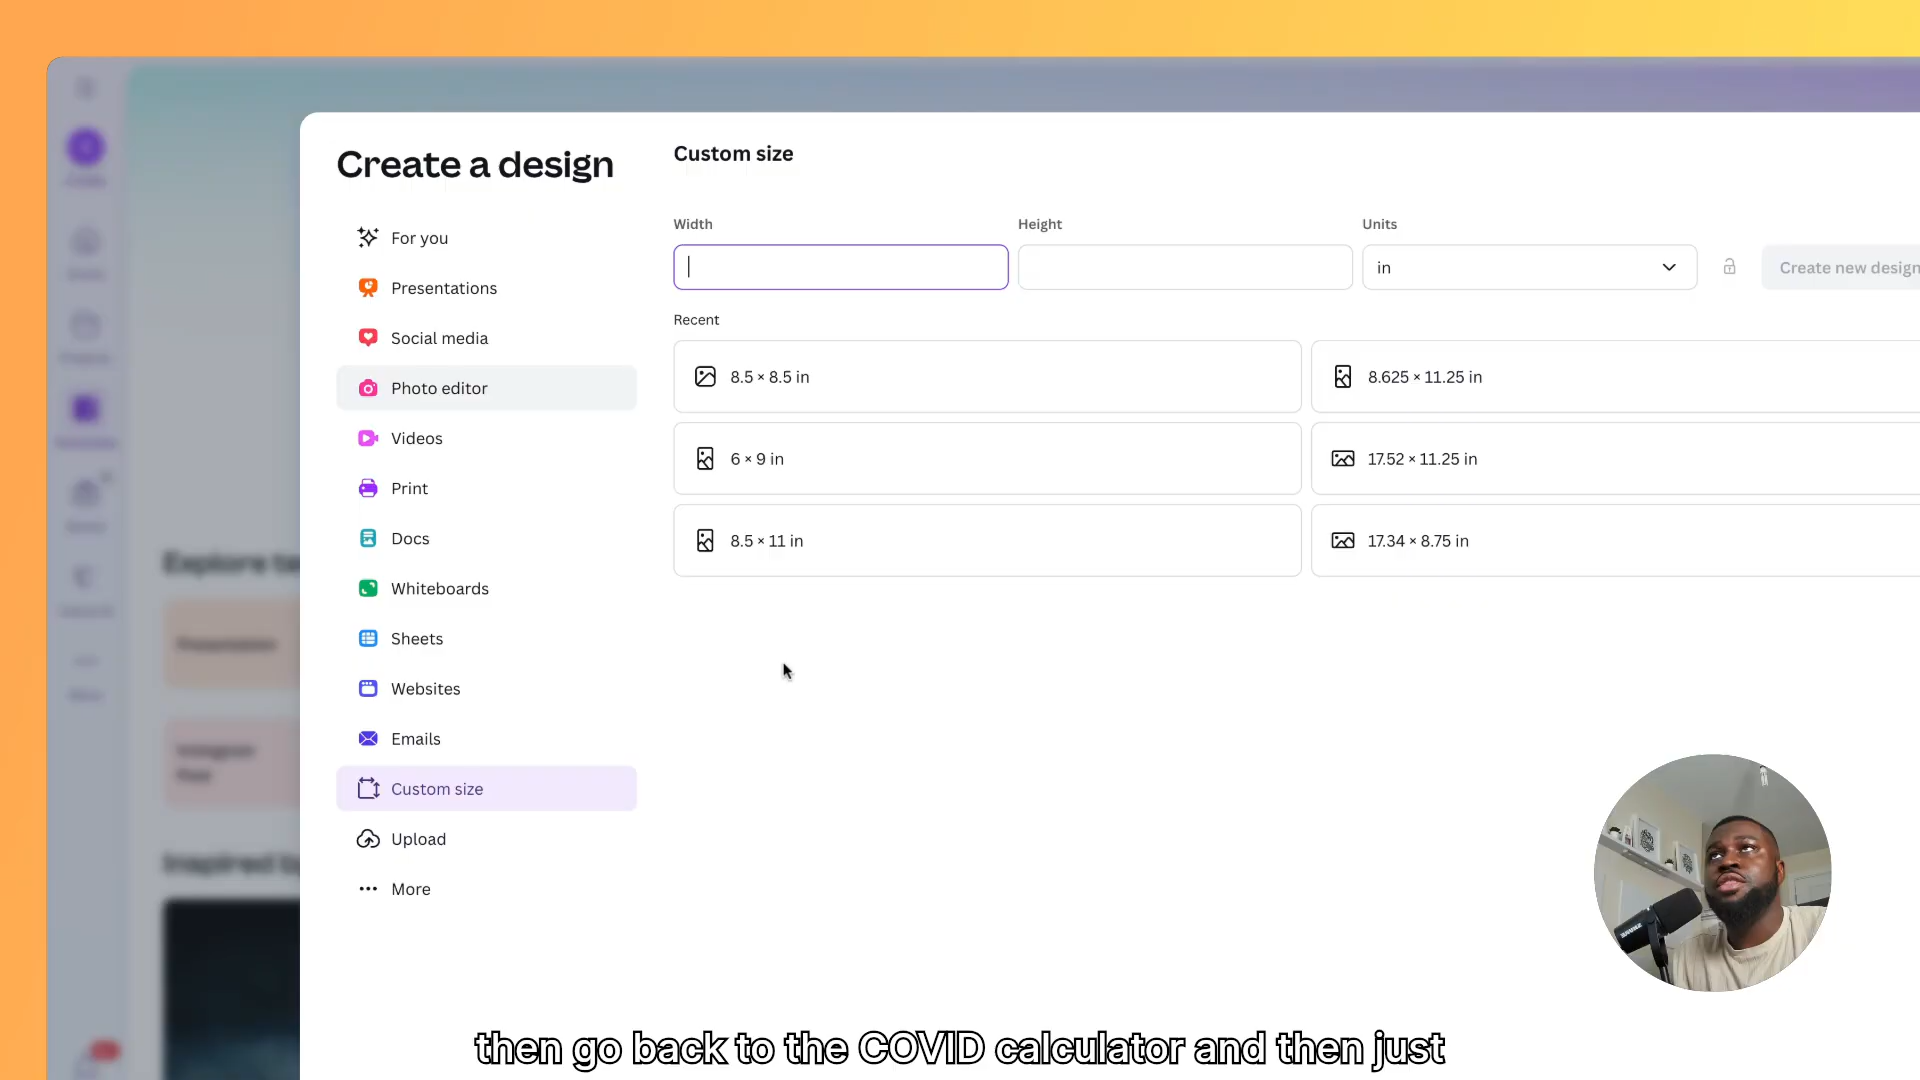 Create a design
For you
Presentations
Social media
Photo editor
Videos
Print
Docs
Whiteboards
Sheets
Websites
Emails
Custom size
Upload
More
Custom size
Width
Height
Units
in
Create new design
Recent
8.5 × 8.5 in
8.625 × 11.25 in
6 × 9 in
17.52 × 11.25 in
8.5 × 11 in
17.34 × 8.75 in
then go back to the COVID calculator and then just